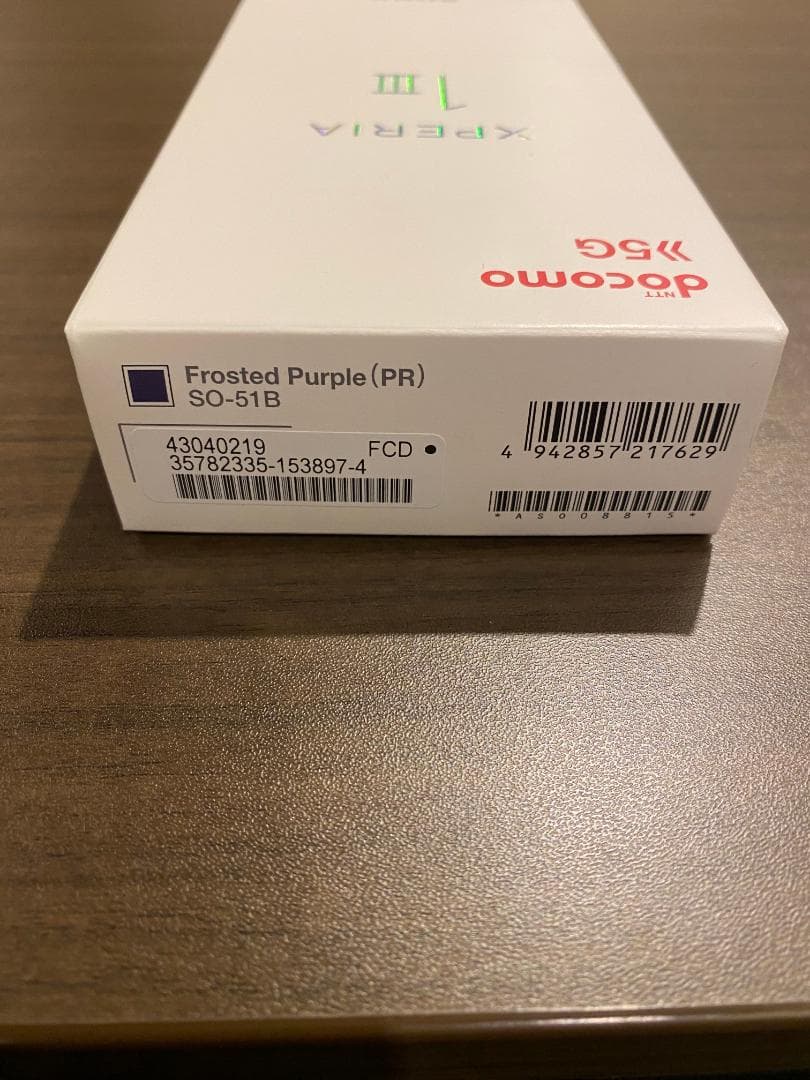 XPERIA
1 III
NTT
docomo
5G
Frosted Purple(PR)
SO-51B
43040219
FCD ●
35782335-153897-4
4 942857 217629
*AS00881S*